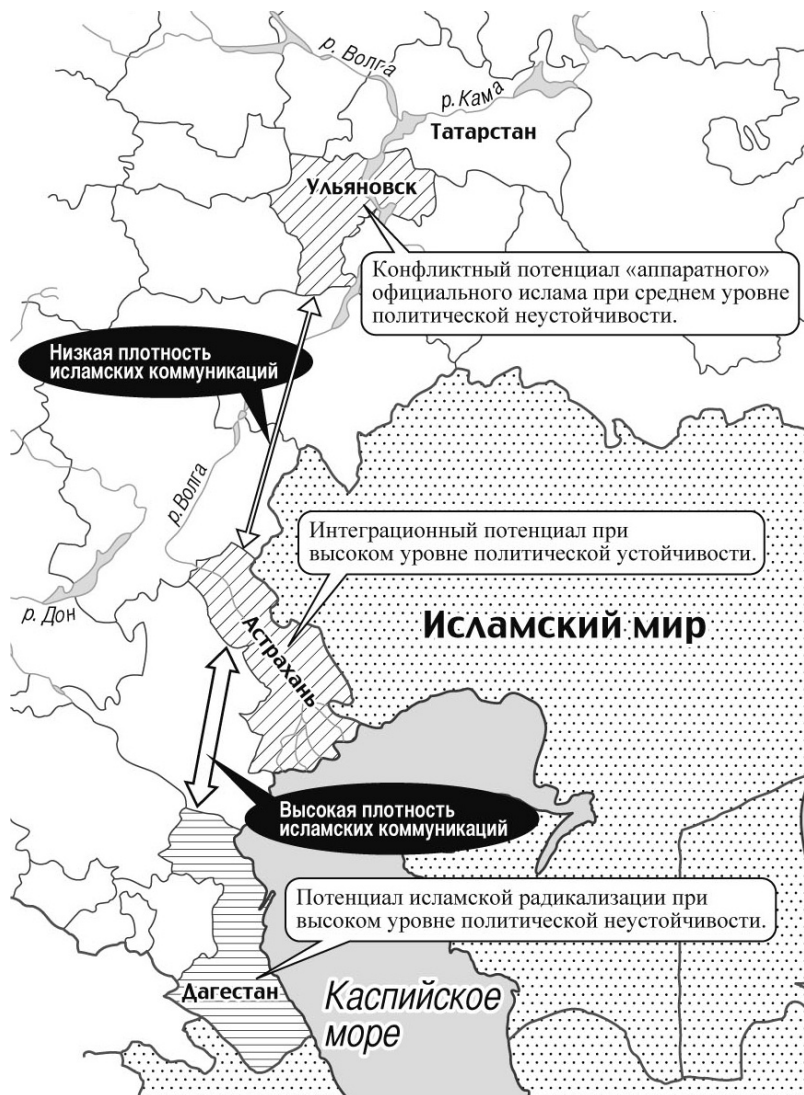 р. Волга
р. Кама
Татарстан
Ульяновск
Конфликтный потенциал «аппаратного»
официального ислама при среднем уровне
политической неустойчивости.
Низкая плотность
исламских коммуникаций
р. Волга
Интеграционный потенциал при
высоком уровне политической устойчивости.
р. Дон
Исламский мир
Астрахань
Высокая плотность
исламских коммуникаций
Потенциал исламской радикализации при
высоком уровне политической неустойчивости.
Дагестан
Каспийское
море